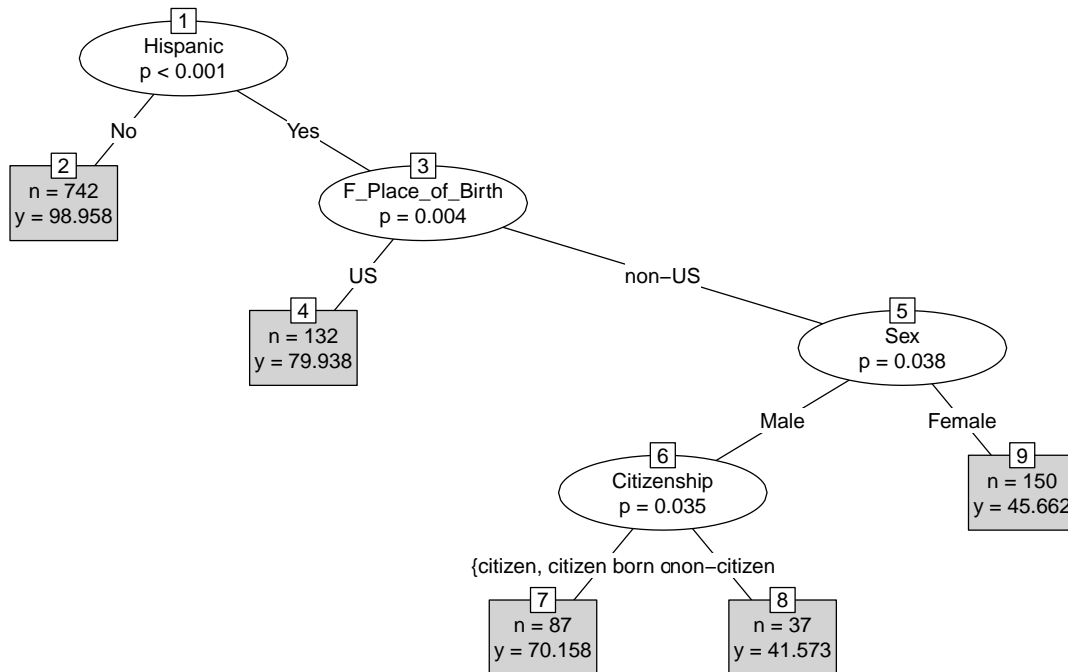 1
Hispanic
p < 0.001
No
Yes
2
n = 742
y = 98.958
3
F_Place_of_Birth
p = 0.004
US
non−US
4
n = 132
y = 79.938
5
Sex
p = 0.038
Male
Female
6
Citizenship
p = 0.035
9
n = 150
y = 45.662
{citizen, citizen born
non−citizen
7
n = 87
y = 70.158
8
n = 37
y = 41.573